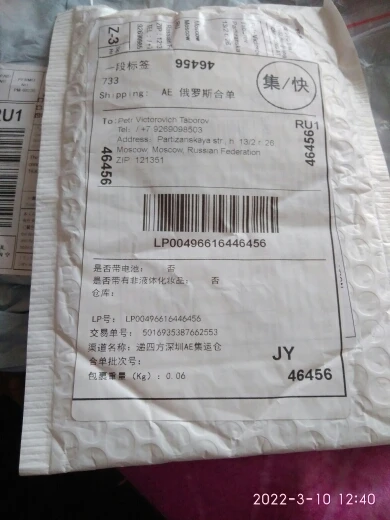 Z-3
Moscow
一段标签
46456
733
Shipping: AE 俄罗斯合单
集/快
RU1
To: Petr Victorovich Taporov
Tel: /+7 9269098503
Address: Partizanskaya str., h 13/2 r 26
Moscow, Moscow, Russian Federation
ZIP: 121351
46456
RU1
46456
LP00496616446456
是否带电池: 否
是否带有非液体化妆品: 否
仓库:
LP号: LP00496616446456
交易单号: 5016935387662553
渠道名称: 递四方深圳AE集运仓
合单批次号:
包裹重量 (Kg): 0.06
JY
46456
2022-3-10 12:40